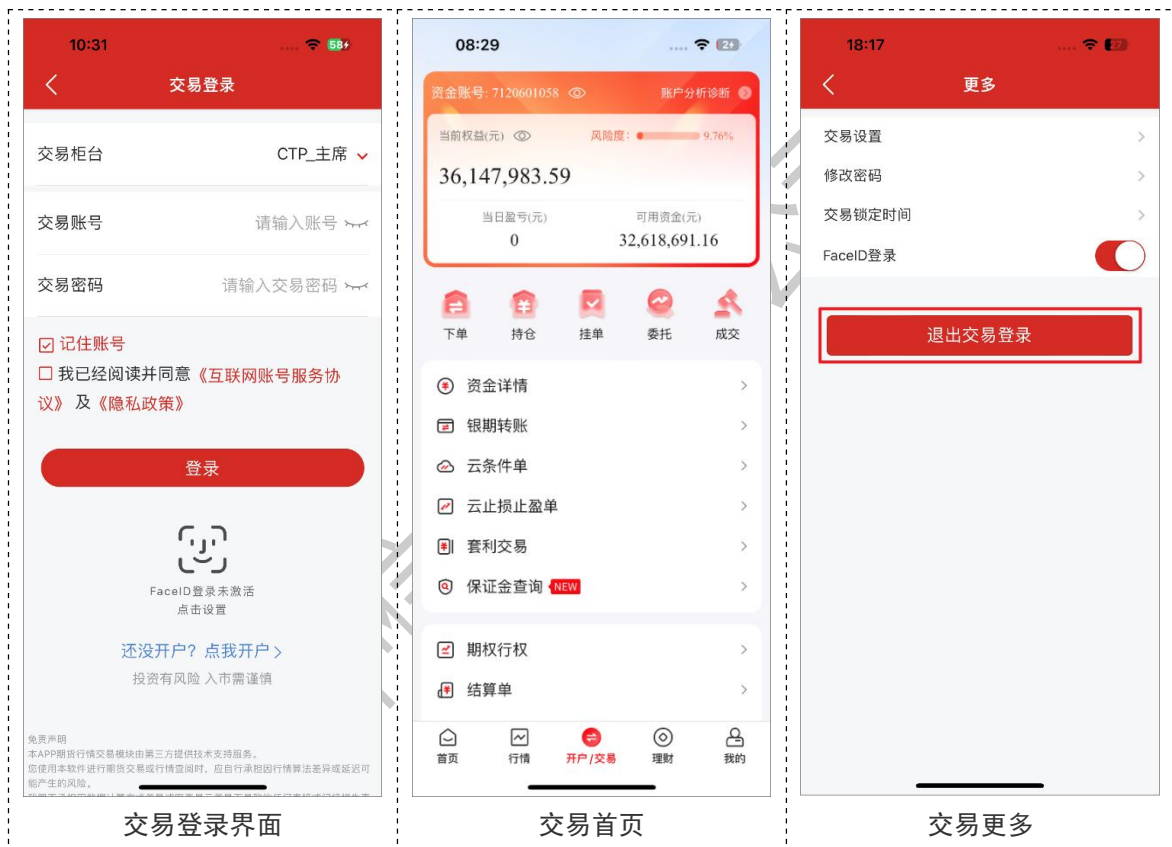 10:31
58
交易登录
交易柜台
CTP_主席
交易账号
请输入账号
交易密码
请输入交易密码
记住账号
我已经阅读并同意《互联网账号服务协
议》 及《隐私政策》
登录
FaceID登录未激活
点击设置
还没开户？点我开户
投资有风险 入市需谨慎
免责声明
本APP期货行情交易模块由第三方提供技术支持服务。
您使用本软件进行期货交易或行情查阅时，应自行承担因行情算法差异或延迟可
能产生的风险，
交易登录界面
08:29
资金账号: 7120601058
账户分析诊断
当前权益(元)
风险度:
9.76%
36,147,983.59
当日盈亏(元)
可用资金(元)
0
32,618,691.16
下单
持仓
挂单
委托
成交
资金详情
银期转账
云条件单
云止损止盈单
套利交易
保证金查询
NEW
期权行权
结算单
首页
行情
开户/交易
理财
我的
交易首页
18:17
27
更多
交易设置
修改密码
交易锁定时间
FaceID登录
退出交易登录
交易更多